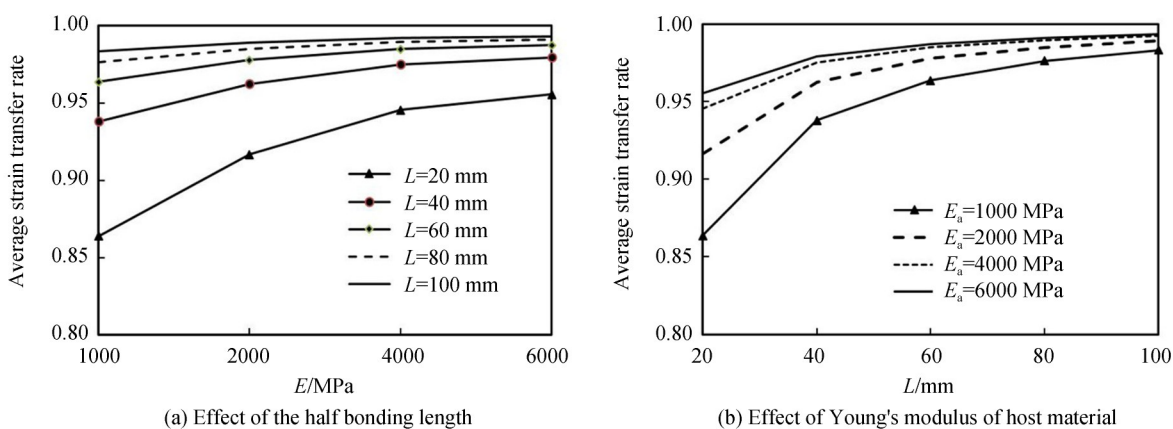 Average strain transfer rate
1.00
0.95
0.90
0.85
0.80
1000
2000
4000
6000
E/MPa
L=20 mm
L=40 mm
L=60 mm
L=80 mm
L=100 mm
(a) Effect of the half bonding length
Average strain transfer rate
1.00
0.95
0.90
0.85
0.80
20
40
60
80
100
L/mm
Ea=1000 MPa
Ea=2000 MPa
Ea=4000 MPa
Ea=6000 MPa
(b) Effect of Young's modulus of host material